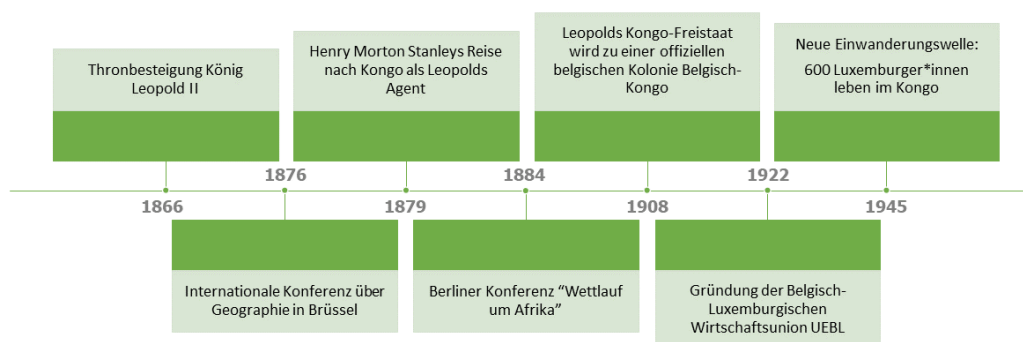 Thronbesteigung König
Leopold II
Henry Morton Stanleys Reise
nach Kongo als Leopolds
Agent
Leopolds Kongo-Freistaat
wird zu einer offiziellen
belgischen Kolonie Belgisch-
Kongo
Neue Einwanderungswelle:
600 Luxemburger*innen
leben im Kongo
1876
1884
1922
1866
1879
1908
1945
Internationale Konferenz über
Geographie in Brüssel
Berliner Konferenz “Wettlauf
um Afrika”
Gründung der Belgisch-
Luxemburgischen
Wirtschaftsunion UEBL